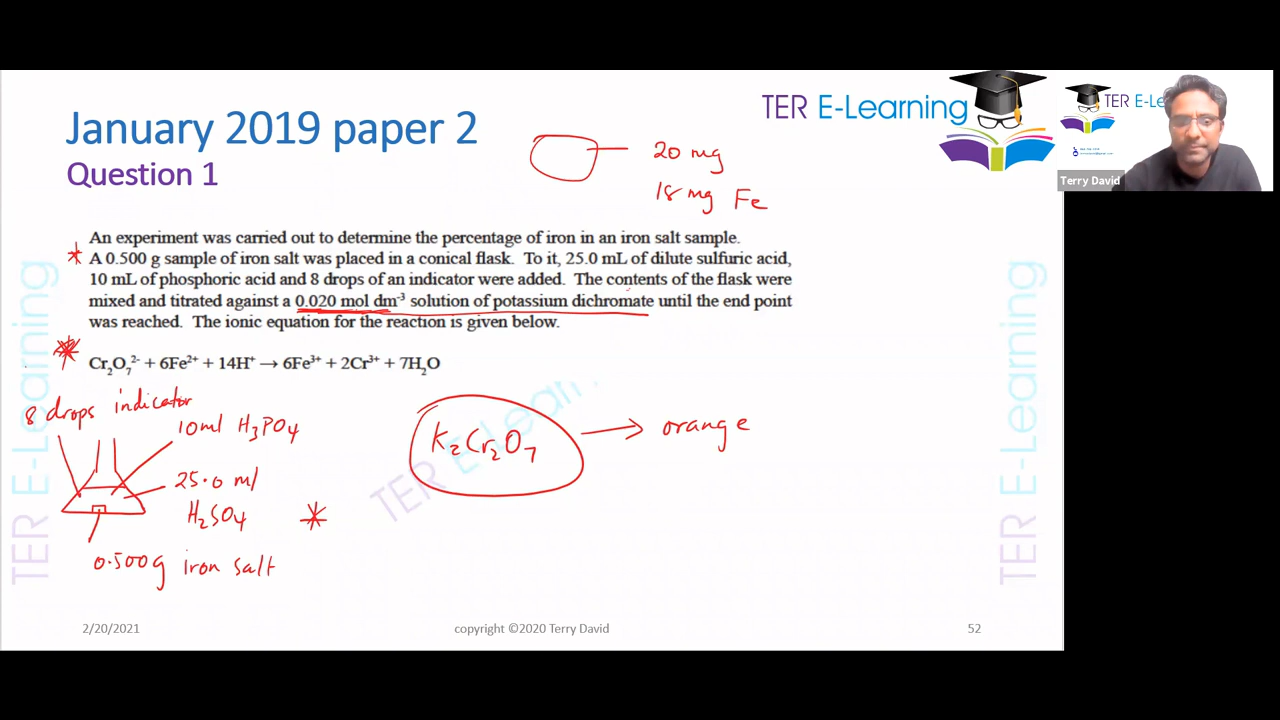 January 2019 paper 2
Question 1
TER E-Learning
TER E-Le
Terry David
20 mg
18 mg Fe
An experiment was carried out to determine the percentage of iron in an iron salt sample.
* A 0.500 g sample of iron salt was placed in a conical flask. To it, 25.0 mL of dilute sulfuric acid,
10 mL of phosphoric acid and 8 drops of an indicator were added. The contents of the flask were
mixed and titrated against a 0.020 mol dm⁻³ solution of potassium dichromate until the end point
was reached. The ionic equation for the reaction is given below.
* Cr₂O₇²⁻ + 6Fe²⁺ + 14H⁺ → 6Fe³⁺ + 2Cr³⁺ + 7H₂O
8 drops indicator
10ml H₃PO₄
25.0 ml
H₂SO₄ *
0.500g iron salt
K₂Cr₂O₇ → orange
TER E-Learning
TER E-Learning
TER E-Learning
2/20/2021
copyright ©2020 Terry David
52